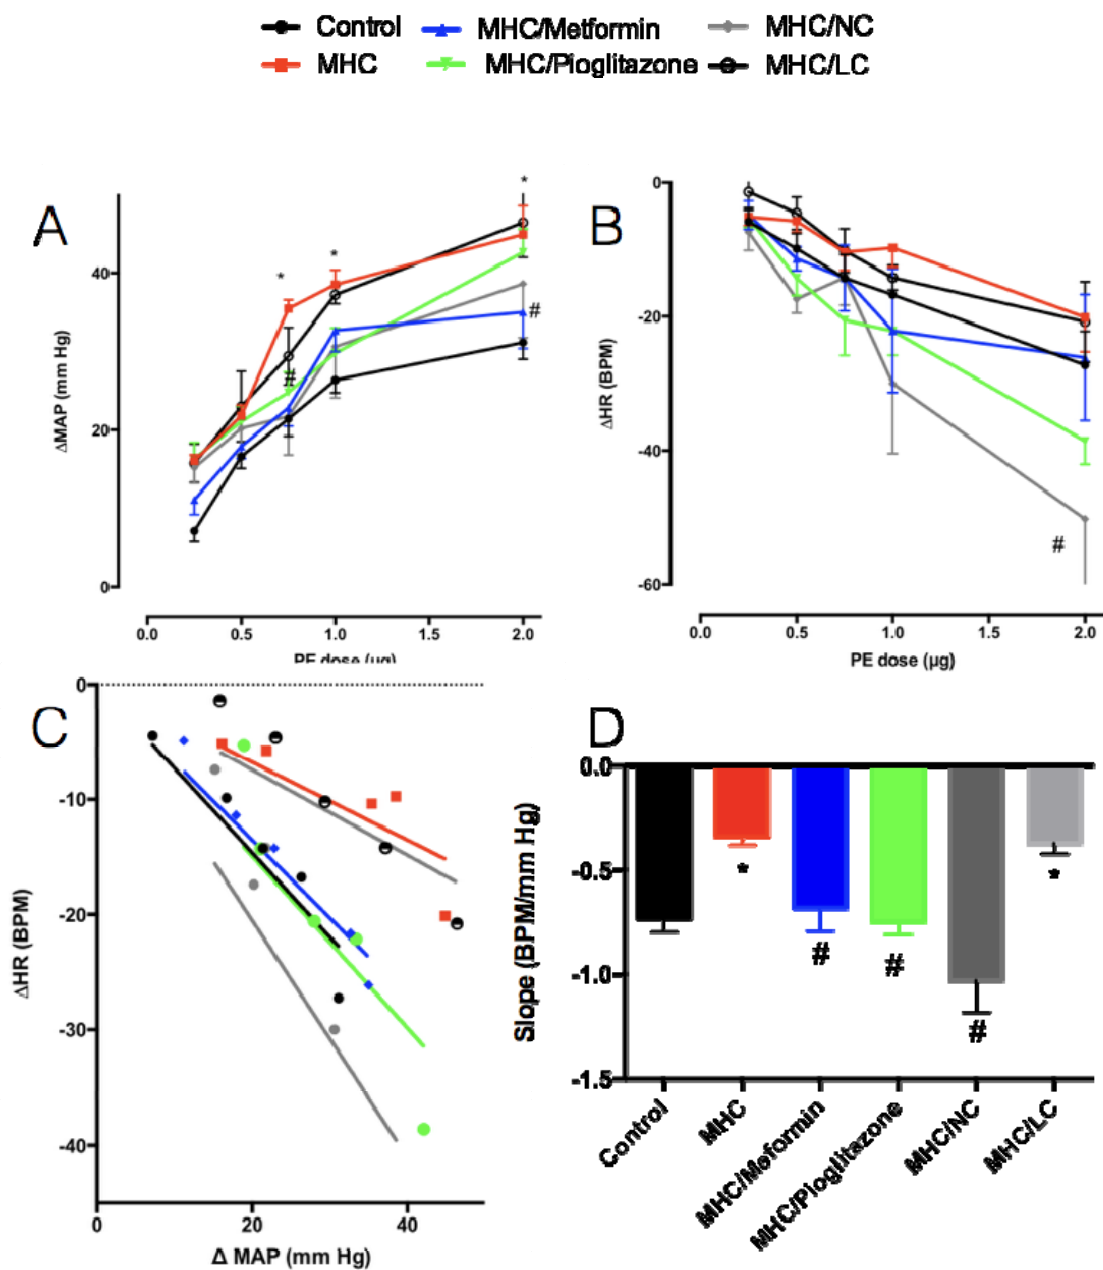 Control MHC/Metformin MHC/NC
MHC MHC/Pioglitazone MHC/LC
A
*
*
*
#
#
ΔMAP (mm Hg)
40
20
0
0.0 0.5 1.0 1.5 2.0
PE dose (µg)
B
0
-20
-40
-60
ΔHR (BPM)
#
0.0 0.5 1.0 1.5 2.0
PE dose (µg)
C
0
-10
-20
-30
-40
ΔHR (BPM)
0 20 40
Δ MAP (mm Hg)
D
0.0
-0.5
-1.0
-1.5
Slope (BPM/mm Hg)
*
#
#
#
*
Control
MHC
MHC/Meformin
MHC/Pioglitazone
MHC/NC
MHC/LC